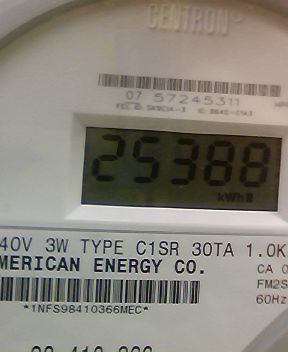 CENTRON
07 57245311
25388
kWh
40V 3W TYPE C1SR 30TA 1.0K
MERICAN ENERGY CO.
CA 0
FM2S
60Hz
*1NFS98410366MEC*